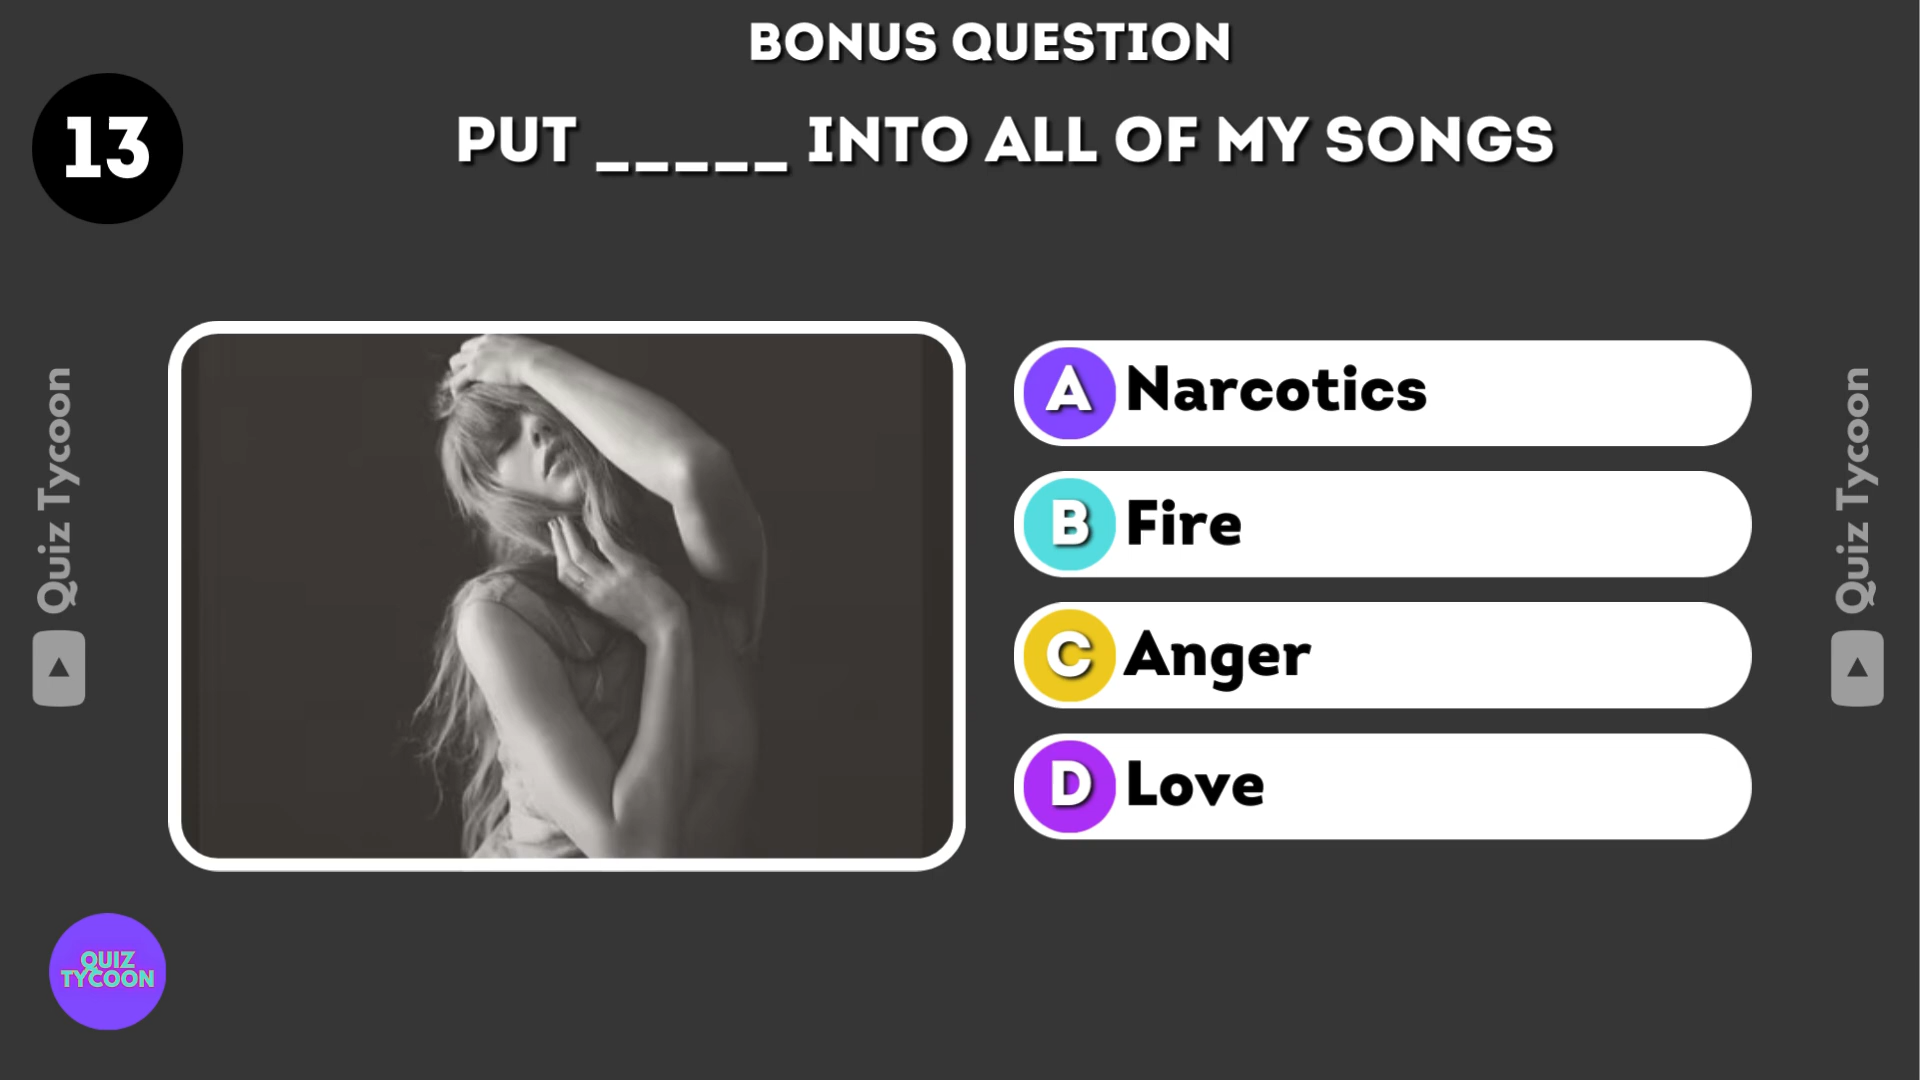 BONUS QUESTION
13
PUT _____ INTO ALL OF MY SONGS
A Narcotics
B Fire
C Anger
D Love
Quiz Tycoon
Quiz Tycoon
QUIZ
TYCOON